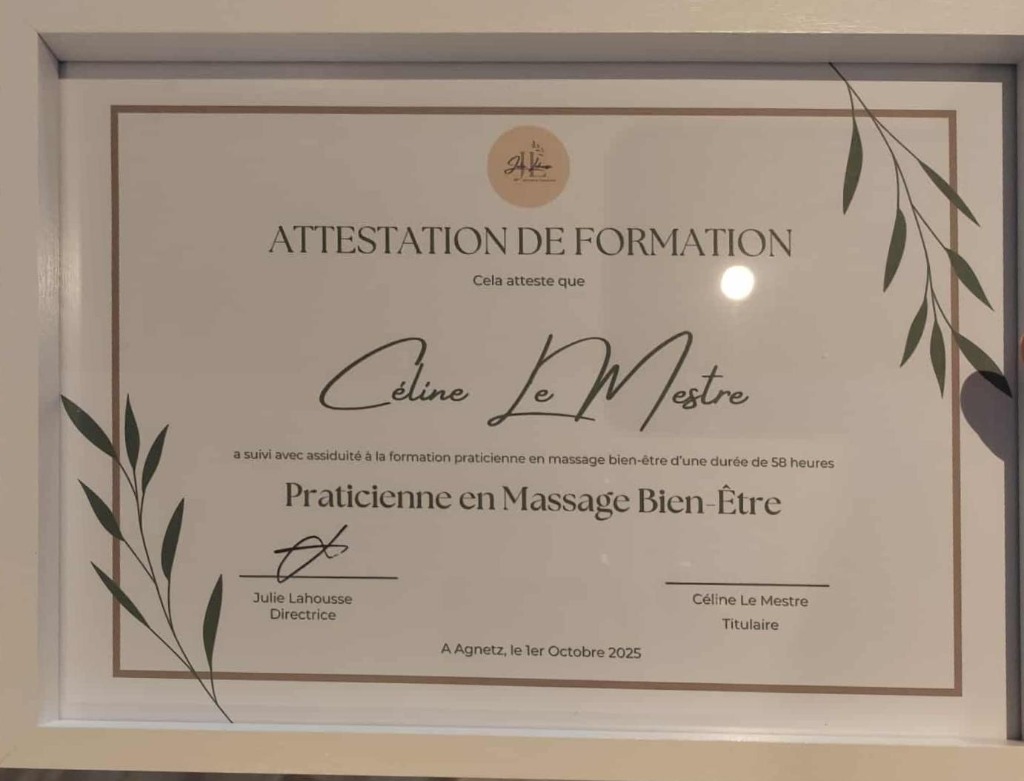 ATTESTATION DE FORMATION
Cela atteste que
Céline Le Mestre
a suivi avec assiduité à la formation praticienne en massage bien-être d'une durée de 58 heures
Praticienne en Massage Bien-Être
Julie Lahousse
Directrice
Céline Le Mestre
Titulaire
A Agnetz, le 1er Octobre 2025